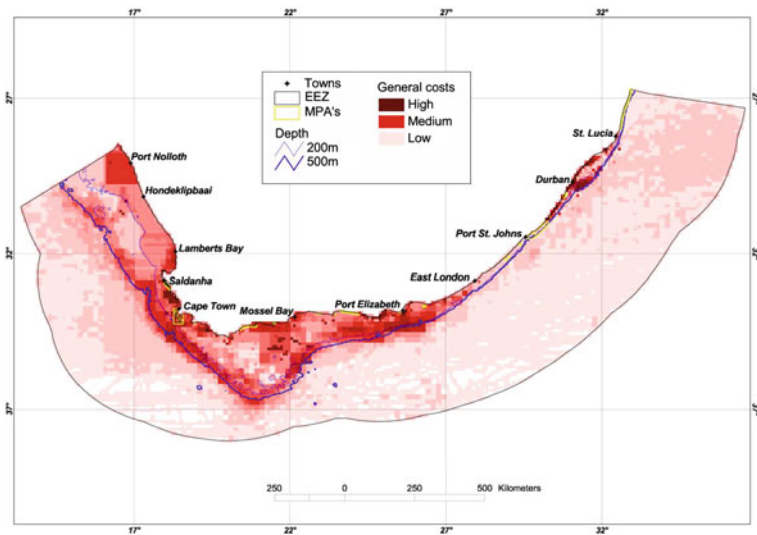 17° 22° 27° 32°
Towns
EEZ
MPA's
Depth
200m
500m
General costs
High
Medium
Low
27°
St. Lucia
Port Nolloth
Durban
Hondeklipbaai
Port St. Johns
32°
Lamberts Bay
East London
Saldanha
Cape Town
Mossel Bay
Port Elizabeth
37°
250 0 250 500 Kilometers
17° 22° 27° 32°